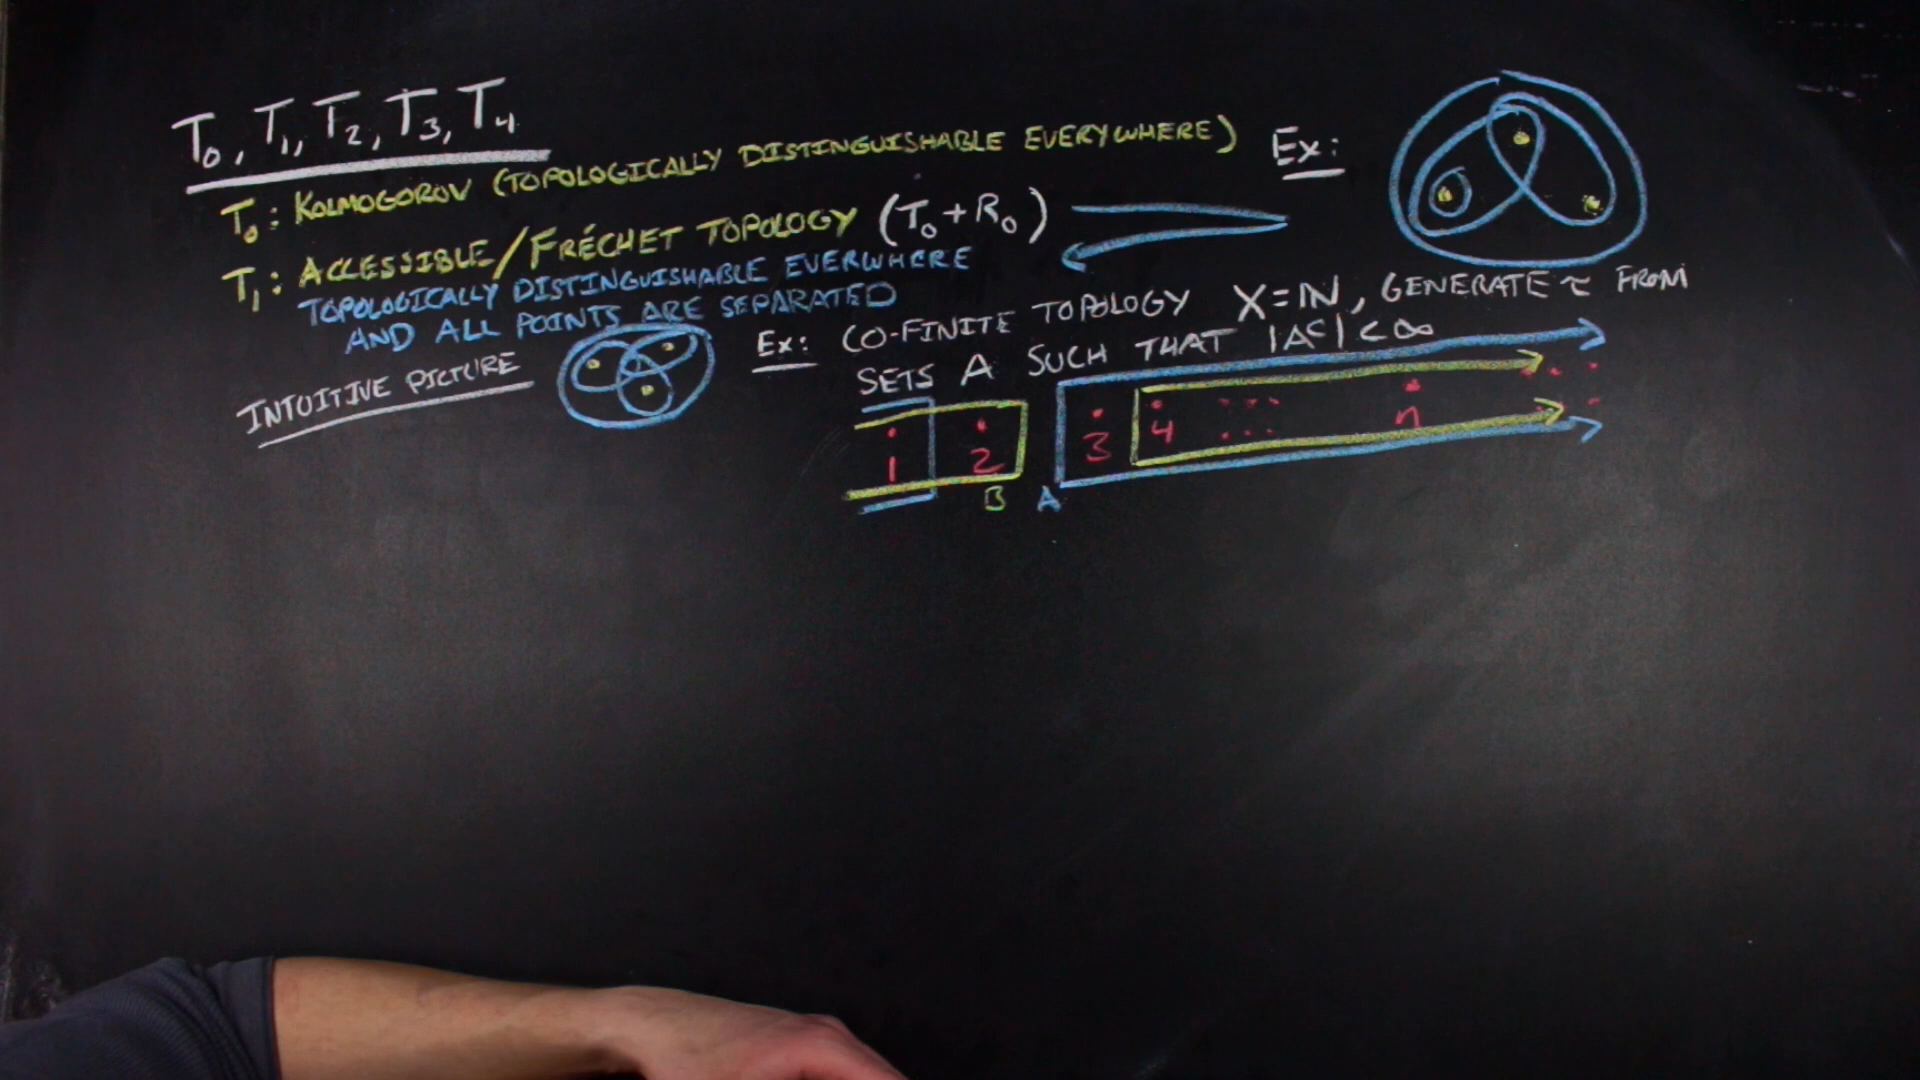 T₀, T₁, T₂, T₃, T₄
T₀: KOLMOGOROV (TOPOLOGICALLY DISTINGUISHABLE EVERYWHERE)
Ex:
T₁: ACCESSIBLE/FRÉCHET TOPOLOGY (T₀+R₀)
TOPOLOGICALLY DISTINGUISHABLE EVERWHERE
AND ALL POINTS ARE SEPARATED
INTUITIVE PICTURE
Ex: CO-FINITE TOPOLOGY X=ℕ, GENERATE τ FROM
SETS A SUCH THAT |Aᶜ| < ∞
1 2 3 4 ... n
B A